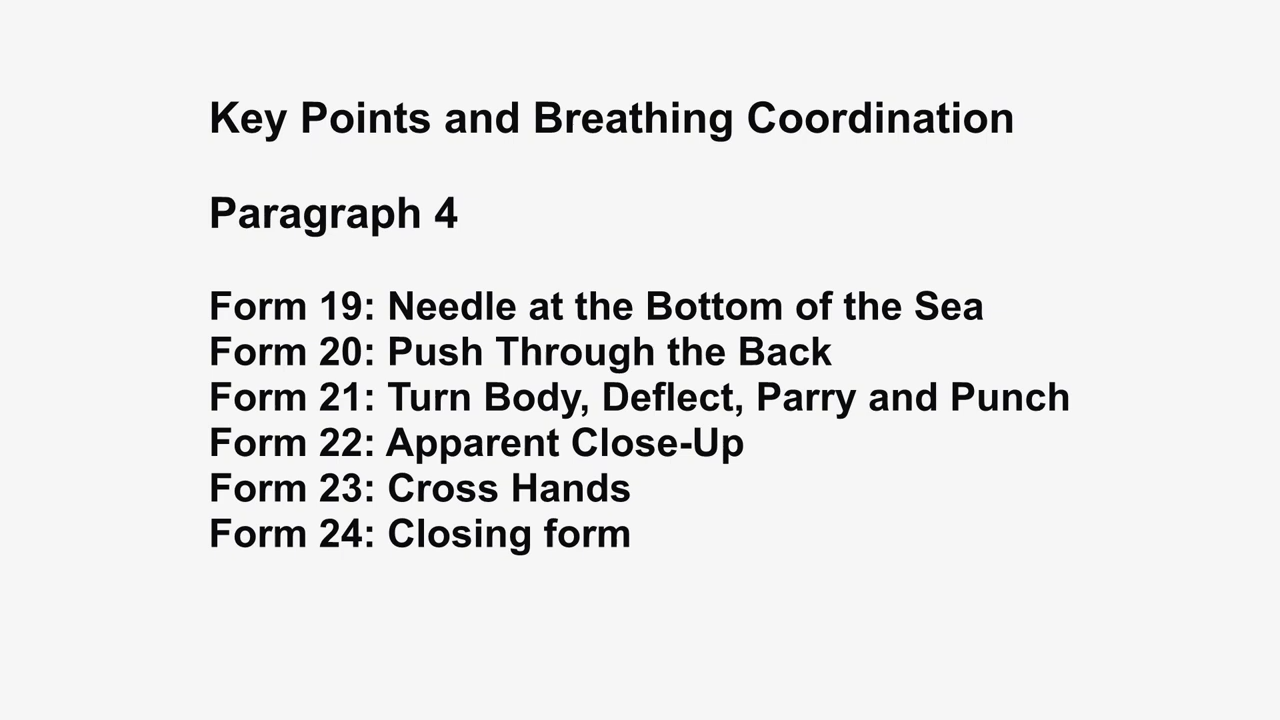 Key Points and Breathing Coordination
Paragraph 4
Form 19: Needle at the Bottom of the Sea
Form 20: Push Through the Back
Form 21: Turn Body, Deflect, Parry and Punch
Form 22: Apparent Close-Up
Form 23: Cross Hands
Form 24: Closing form